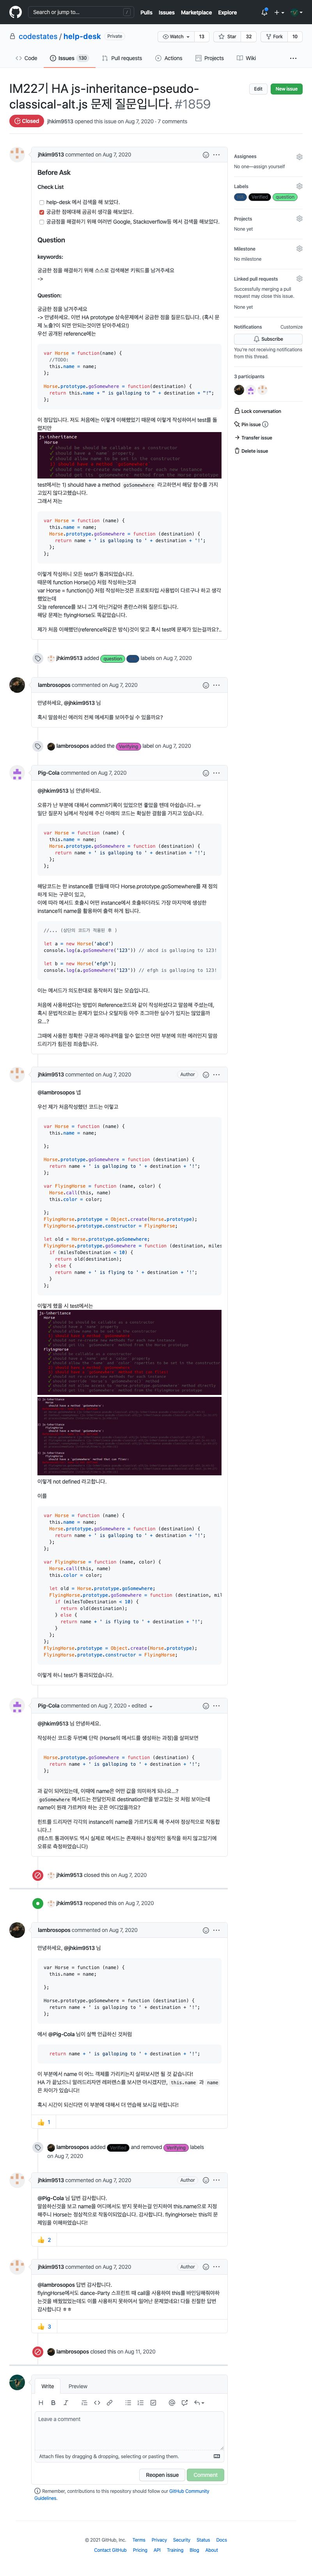 Search or jump to...
/
Pulls Issues Marketplace Explore
codestates / help-desk Private
Watch 13 Star 32 Fork 10
Code Issues 130 Pull requests Actions Projects Wiki
IM22기 HA js-inheritance-pseudo-
classical-alt.js 문제 질문입니다. #1859
Edit New issue
Closed jhkim9513 opened this issue on Aug 7, 2020 · 7 comments
jhkim9513 commented on Aug 7, 2020
Before Ask
Check List
help-desk 에서 검색을 해 보았다.
궁금한 점에대해 곰곰히 생각을 해보았다.
궁금점을 해결하기 위해 여러번 Google, Stackoverflow등 에서 검색을 해보았다.
Question
keywords:
궁금한 점을 해결하기 위해 스스로 검색해본 키워드를 남겨주세요
->
Question:
궁금한 점을 남겨주세요
-> 안녕하세요. 이번 HA prototype 상속문제에서 궁금한 점을 질문드립니다. (혹시 문
제 노출이 되면 안되는것이면 닫아주세요!)
우선 공개된 reference에는
var Horse = function(name) {
//TODO:
this.name = name;
};
Horse.prototype.goSomewhere = function(destination) {
return this.name + " is galloping to " + destination + "!";
};
이 정답입니다. 저도 처음에는 이렇게 이해했었기 때문에 이렇게 작성하여서 test를 돌
렸지만
js-inheritance
Horse
test에서는 1) should have a method `goSomewhere` 라고하면서 해당 함수를 가지
고있지 않다고했습니다.
그래서 저는
var Horse = function (name) {
this.name = name;
Horse.prototype.goSomewhere = function (destination) {
return name + ' is galloping to ' + destination + '!';
};
};
이렇게 작성하니 모든 test가 통과되었습니다.
때문에 function Horse(){} 처럼 작성하는것과
var Horse = function(){} 처럼 작성하는것은 프로토타입 사용법이 다르구나 하고 생각
했었는데
오늘 reference를 보니 그게 아닌거같아 혼란스러워 질문드립니다.
해당 문제는 flyingHorse도 똑같았습니다.
제가 처음 이해했던(reference와같은 방식)것이 맞고 혹시 test에 문제가 있는걸까요?..
jhkim9513 added question labels on Aug 7, 2020
Iambrosopos commented on Aug 7, 2020
안녕하세요, @jhkim9513 님
혹시 말씀하신 에러의 전체 메세지를 보여주실 수 있을까요?
Iambrosopos added the Verifying label on Aug 7, 2020
Pig-Cola commented on Aug 7, 2020
@jhkim9513 님 안녕하세요.
오류가 난 부분에 대해서 commit기록이 있었으면 좋았을 텐데 아쉽습니다..ㅠ
일단 질문자 님께서 작성해 주신 아래의 코드는 확실한 결함을 가지고 있습니다.
var Horse = function (name) {
this.name = name;
Horse.prototype.goSomewhere = function (destination) {
return name + ' is galloping to ' + destination + '!';
};
};
해당코드는 한 instance를 만들때 마다 Horse.prototype.goSomewhere를 재 정의
하게 되는 구문이 있고,
이에 따라 메서드 호출시 어떤 instance에서 호출하더라도 가장 마지막에 생성한
instance의 name을 활용하여 출력 하게 됩니다.
//... (상단의 코드가 적용된 후 )
let a = new Horse('abcd')
console.log(a.goSomewhere('123')) // abcd is galloping to 123!
let b = new Horse('efgh');
console.log(a.goSomewhere('123')) // efgh is galloping to 123!
이는 메서드가 의도한대로 동작하지 않는 모습입니다.
처음에 사용하셨다는 방법이 Reference코드와 같이 작성하셨다고 말씀해 주셨는데,
혹시 문법적으로는 문제가 없으나 오탈자등 아주 조그마한 실수가 있지는 않았을까
요...?
그때에 사용한 정확한 구문과 에러내역을 알수 없으면 어떤 부분에 의한 에러인지 말씀
드리기가 힘든점 죄송합니다.
jhkim9513 commented on Aug 7, 2020 Author
@Iambrosopos 넵
우선 제가 처음작성했던 코드는 이렇고
var Horse = function (name) {
this.name = name;
};
Horse.prototype.goSomewhere = function (destination) {
return name + ' is galloping to ' + destination + '!';
};
var FlyingHorse = function (name, color) {
Horse.call(this, name)
this.color = color;
};
FlyingHorse.prototype = Object.create(Horse.prototype);
FlyingHorse.prototype.constructor = FlyingHorse;
let old = Horse.prototype.goSomewhere;
FlyingHorse.prototype.goSomewhere = function (destination, miles
if (milesToDestination < 10) {
return old(destination);
} else {
return name + ' is flying to ' + destination + '!';
}
};
이렇게 했을 시 test에서는
이렇게 not defined 라고합니다.
이를
var Horse = function (name) {
this.name = name;
Horse.prototype.goSomewhere = function (destination) {
return name + ' is galloping to ' + destination + '!';
};
};
var FlyingHorse = function (name, color) {
Horse.call(this, name)
this.color = color;
let old = Horse.prototype.goSomewhere;
FlyingHorse.prototype.goSomewhere = function (destination, mil
if (milesToDestination < 10) {
return old(destination);
} else {
return name + ' is flying to ' + destination + '!';
}
};
};
FlyingHorse.prototype = Object.create(Horse.prototype);
FlyingHorse.prototype.constructor = FlyingHorse;
이렇게 하니 test가 통과되었습니다.
Pig-Cola commented on Aug 7, 2020 • edited
@jhkim9513 님 안녕하세요.
작성하신 코드중 두번째 단락 (Horse의 메서드를 생성하는 과정)을 살펴보면
Horse.prototype.goSomewhere = function (destination) {
return name + ' is galloping to ' + destination + '!';
};
과 같이 되어있는데, 이때에 name은 어떤 값을 의미하게 되나요...?
goSomewhere 메서드는 전달인자로 destination만을 받고있는 것 처럼 보이는데
name이 원래 가르켜야 하는 곳은 어디였을까요?
힌트를 드리자면 각각의 instance의 name을 가르키도록 해 주셔야 정상적으로 작동합
니다..!
(테스트 통과여부도 역시 실제로 메서드는 존재하나 정상적인 동작을 하지 않고있기에
오류로 측정하였습니다)
jhkim9513 closed this on Aug 7, 2020
jhkim9513 reopened this on Aug 7, 2020
Iambrosopos commented on Aug 7, 2020
안녕하세요, @jhkim9513 님
var Horse = function (name) {
this.name = name
};
Horse.prototype.goSomewhere = function (destination) {
return name + ' is galloping to ' + destination + '!';
};
에서 @Pig-Cola 님이 살짝 언급하신 것처럼
return name + ' is galloping to ' + destination + '!';
이 부분에서 name 이 어느 객체를 가리키는지 살펴보시면 될 것 같습니다!
HA 가 끝났으니 알려드리자면 레퍼런스를 보시면 아시겠지만, this.name 과 name
은 차이가 있습니다!
혹시 시간이 되신다면 이 부분에 대해서 더 연습해 보시길 바랍니다!
1
Iambrosopos added Verified and removed Verifying labels
on Aug 7, 2020
jhkim9513 commented on Aug 7, 2020 Author
@Pig-Cola 님 답변 감사합니다.
말씀하신것을 보고 name을 어디에서도 받지 못하는걸 인지하여 this.name으로 지정
해주니 Horse는 정상적으로 작동이되었습니다. 감사합니다. flyingHorse는 this의 문
제임을 이해하였습니다!
2
jhkim9513 commented on Aug 7, 2020 Author
@Iambrosopos 답변 감사합니다.
flyingHorse에서도 dance-Party 스프린트 때 call을 사용하여 this를 바인딩해줘야하
는것을 배웠었었는데도 이를 사용하지 못하여서 일어난 문제였네요! 다들 친절한 답변
감사합니다 ㅎㅎ
3
Iambrosopos closed this on Aug 11, 2020
Write Preview
Leave a comment
Attach files by dragging & dropping, selecting or pasting them.
Reopen issue Comment
Remember, contributions to this repository should follow our GitHub Community
Guidelines.
Assignees
No one—assign yourself
Labels
Verified question
Projects
None yet
Milestone
No milestone
Linked pull requests
Successfully merging a pull
request may close this issue.
None yet
Notifications Customize
Subscribe
You're not receiving notifications
from this thread.
3 participants
Lock conversation
Pin issue
Transfer issue
Delete issue
© 2021 GitHub, Inc. Terms Privacy Security Status Docs
Contact GitHub Pricing API Training Blog About